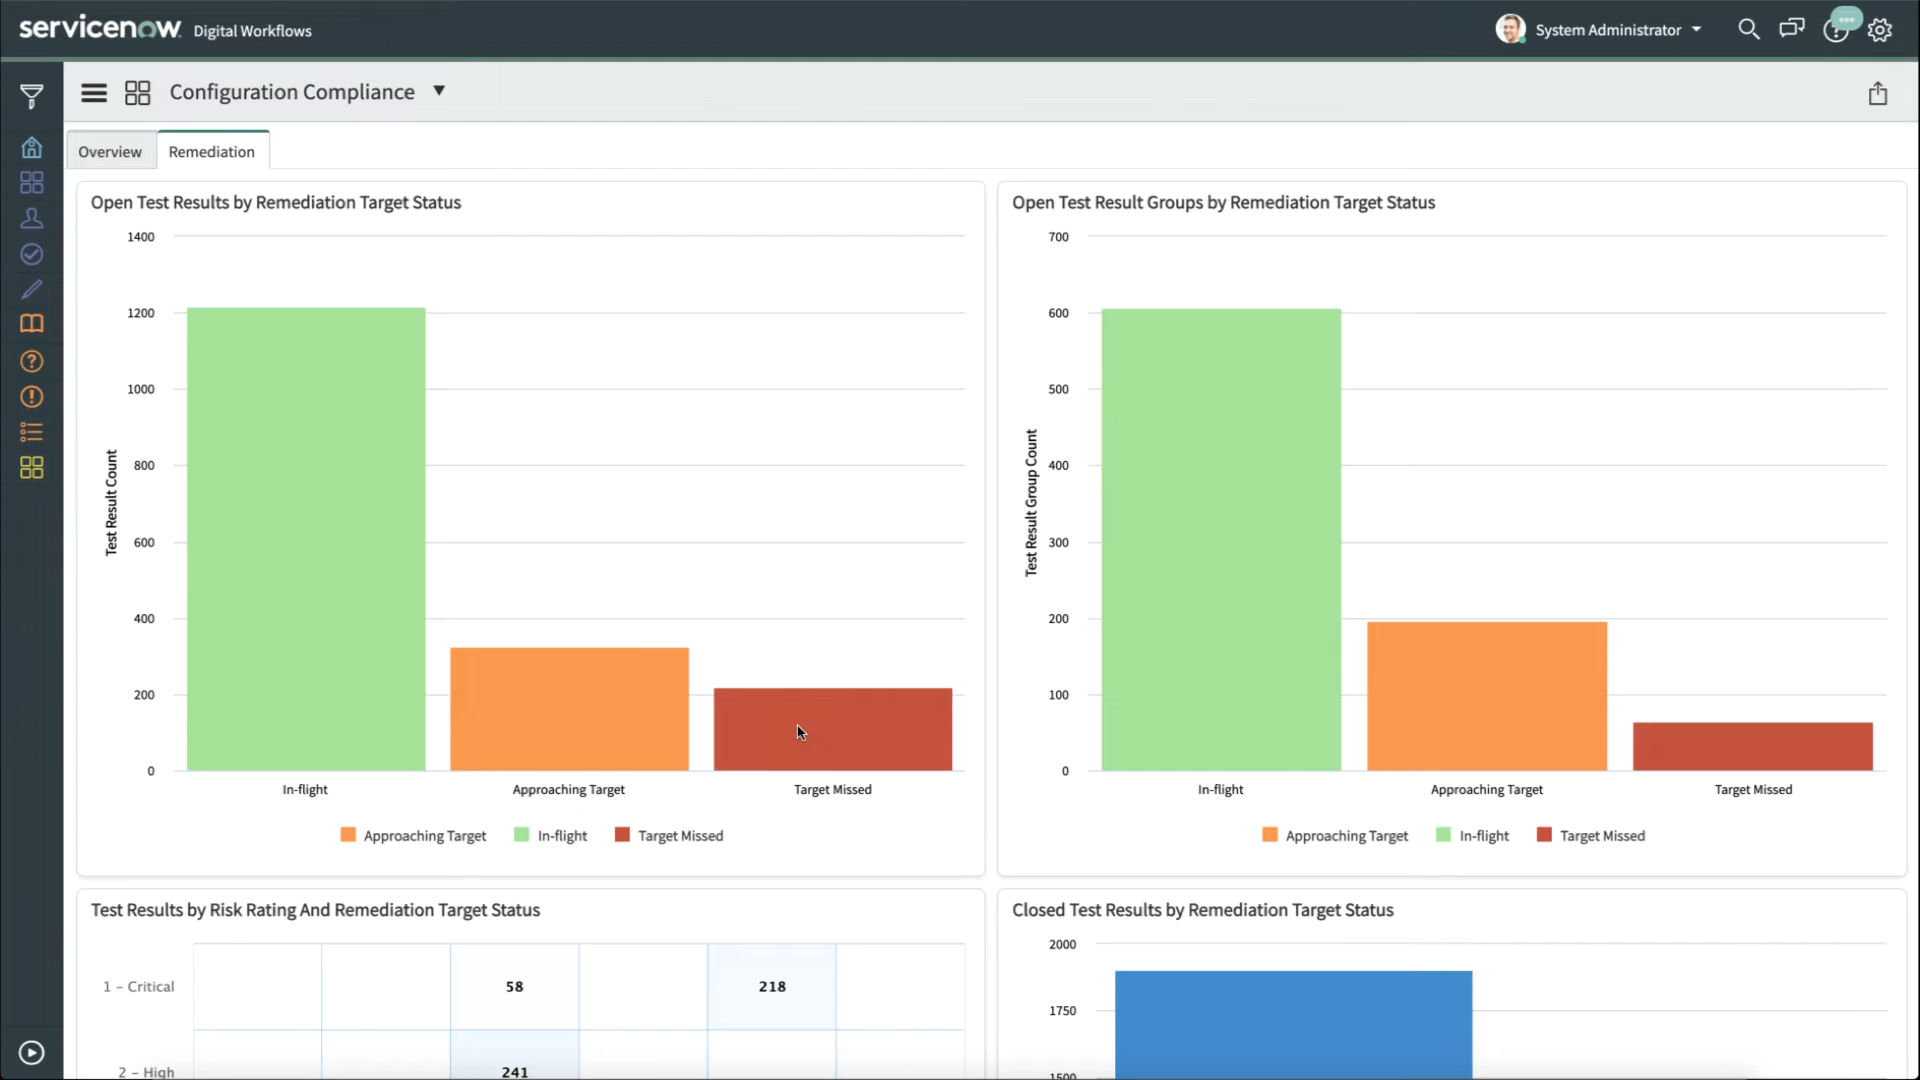 servicenow Digital Workflows
System Administrator
Configuration Compliance
Overview
Remediation
Open Test Results by Remediation Target Status
1400
1200
1000
800
600
400
200
0
Test Result Count
In-flight
Approaching Target
Target Missed
Approaching Target
In-flight
Target Missed
Open Test Result Groups by Remediation Target Status
700
600
500
400
300
200
100
0
Test Result Group Count
In-flight
Approaching Target
Target Missed
Approaching Target
In-flight
Target Missed
Test Results by Risk Rating And Remediation Target Status
1 – Critical
58
218
2 – High
241
Closed Test Results by Remediation Target Status
2000
1750
1500